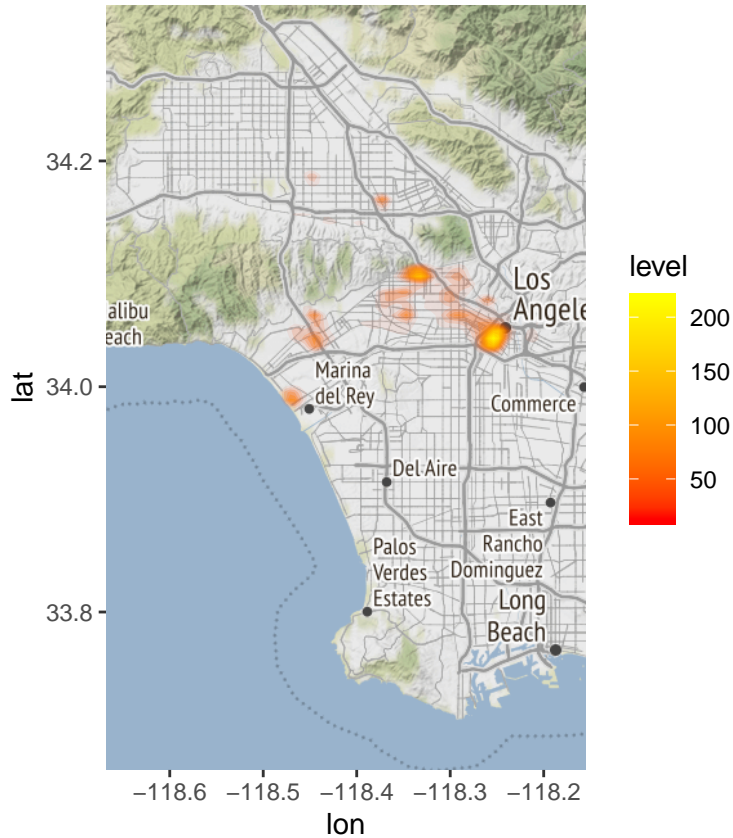 34.2
34.0
33.8
lat
alibu
each
Los
Angele
Marina
del Rey
Commerce
Del Aire
East
Rancho
Dominguez
Palos
Verdes
Estates
Long
Beach
−118.6
−118.5
−118.4
−118.3
−118.2
lon
level
200
150
100
50